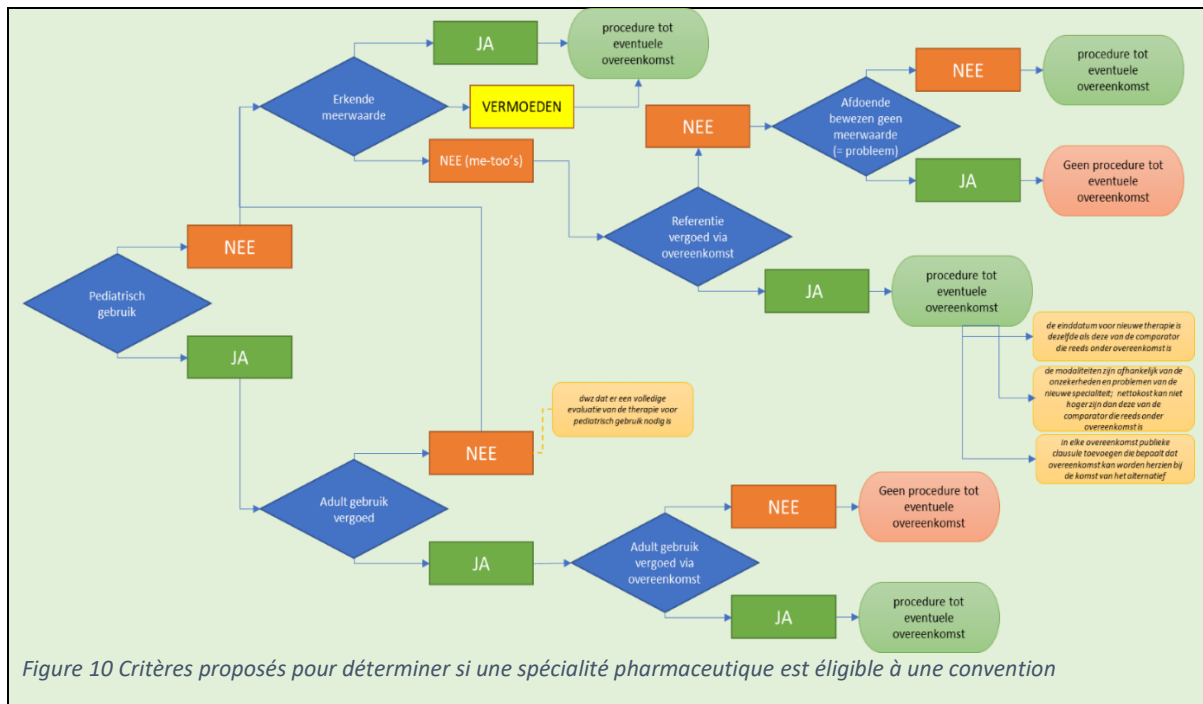 JA
procedure tot
eventuele
overeenkomst
Erkende
meerwaarde
VERMOEDEN
NEE (me-too's)
NEE
Afdoende
bewezen geen
meerwaarde
(= probleem)
NEE
procedure tot
eventuele
overeenkomst
JA
Geen procedure tot
eventuele
overeenkomst
Referentie
vergoed via
overeenkomst
JA
procedure tot
eventuele
overeenkomst
de einddatum voor nieuwe therapie is
dezelfde als deze van de comparator
die reeds onder overeenkomst is
de modaliteiten zijn afhankelijk van de
onzekerheden en problemen van de
nieuwe specialiteit; nettokost kan niet
hoger zijn dan deze van de
comparator die reeds onder
overeenkomst is
in elke overeenkomst publieke
clausule toevoegen die bepaalt dat
overeenkomst kan worden herzien bij
de komst van het alternatief
NEE
Pediatrisch
gebruik
JA
NEE
dwz dat er een volledige
evaluatie van de therapie voor
pediatrisch gebruik nodig is
Adult gebruik
vergoed
JA
Adult gebruik
vergoed via
overeenkomst
NEE
Geen procedure tot
eventuele
overeenkomst
JA
procedure tot
eventuele
overeenkomst
Figure 10 Critères proposés pour déterminer si une spécialité pharmaceutique est éligible à une convention